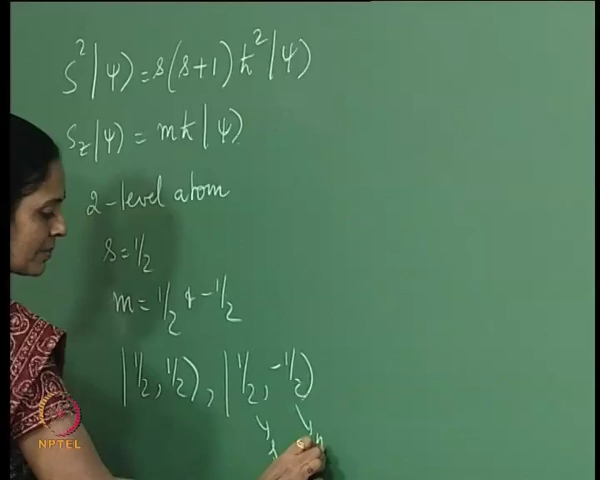 S²|ψ⟩ = s(s+1)ħ²|ψ⟩
S_z|ψ⟩ = mħ|ψ⟩
2-level atom
s = 1/2
m = 1/2 & -1/2
|1/2, 1/2⟩, |1/2, -1/2⟩
s m
NPTEL